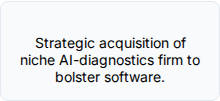 Strategic acquisition of
niche AI-diagnostics firm to
bolster software.